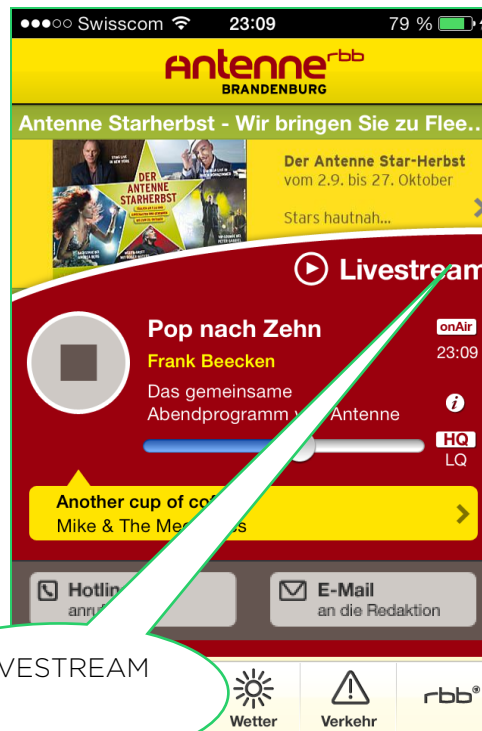 Swisscom 23:09 79 %
Antenne rbb
BRANDENBURG
Antenne Starherbst - Wir bringen Sie zu Flee...
DER
ANTENNE
STARHERBST
Der Antenne Star-Herbst
vom 2.9. bis 27. Oktober
Stars hautnah...
Livestream
Pop nach Zehn
onAir
Frank Beecken
23:09
Das gemeinsame
Abendprogramm Antenne
i
HQ
LQ
Another cup of
Mike & The
E-Mail
an die Redaktion
VESTREAM
Wetter
Verkehr
rbb